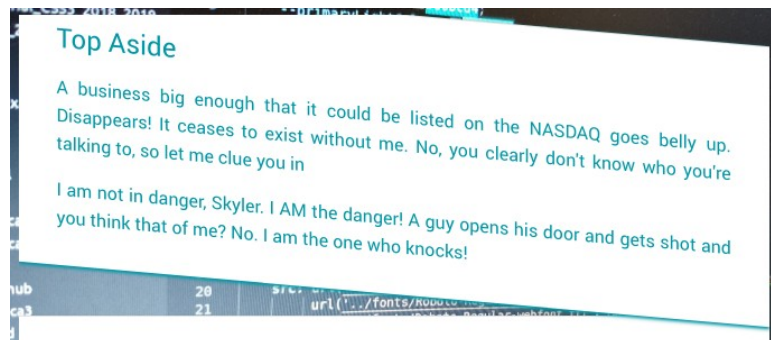 Top Aside
A business big enough that it could be listed on the NASDAQ goes belly up.
Disappears! It ceases to exist without me. No, you clearly don't know who you're
talking to, so let me clue you in
I am not in danger, Skyler. I AM the danger! A guy opens his door and gets shot and
you think that of me? No. I am the one who knocks!
20
21
url('../fonts/Roboto